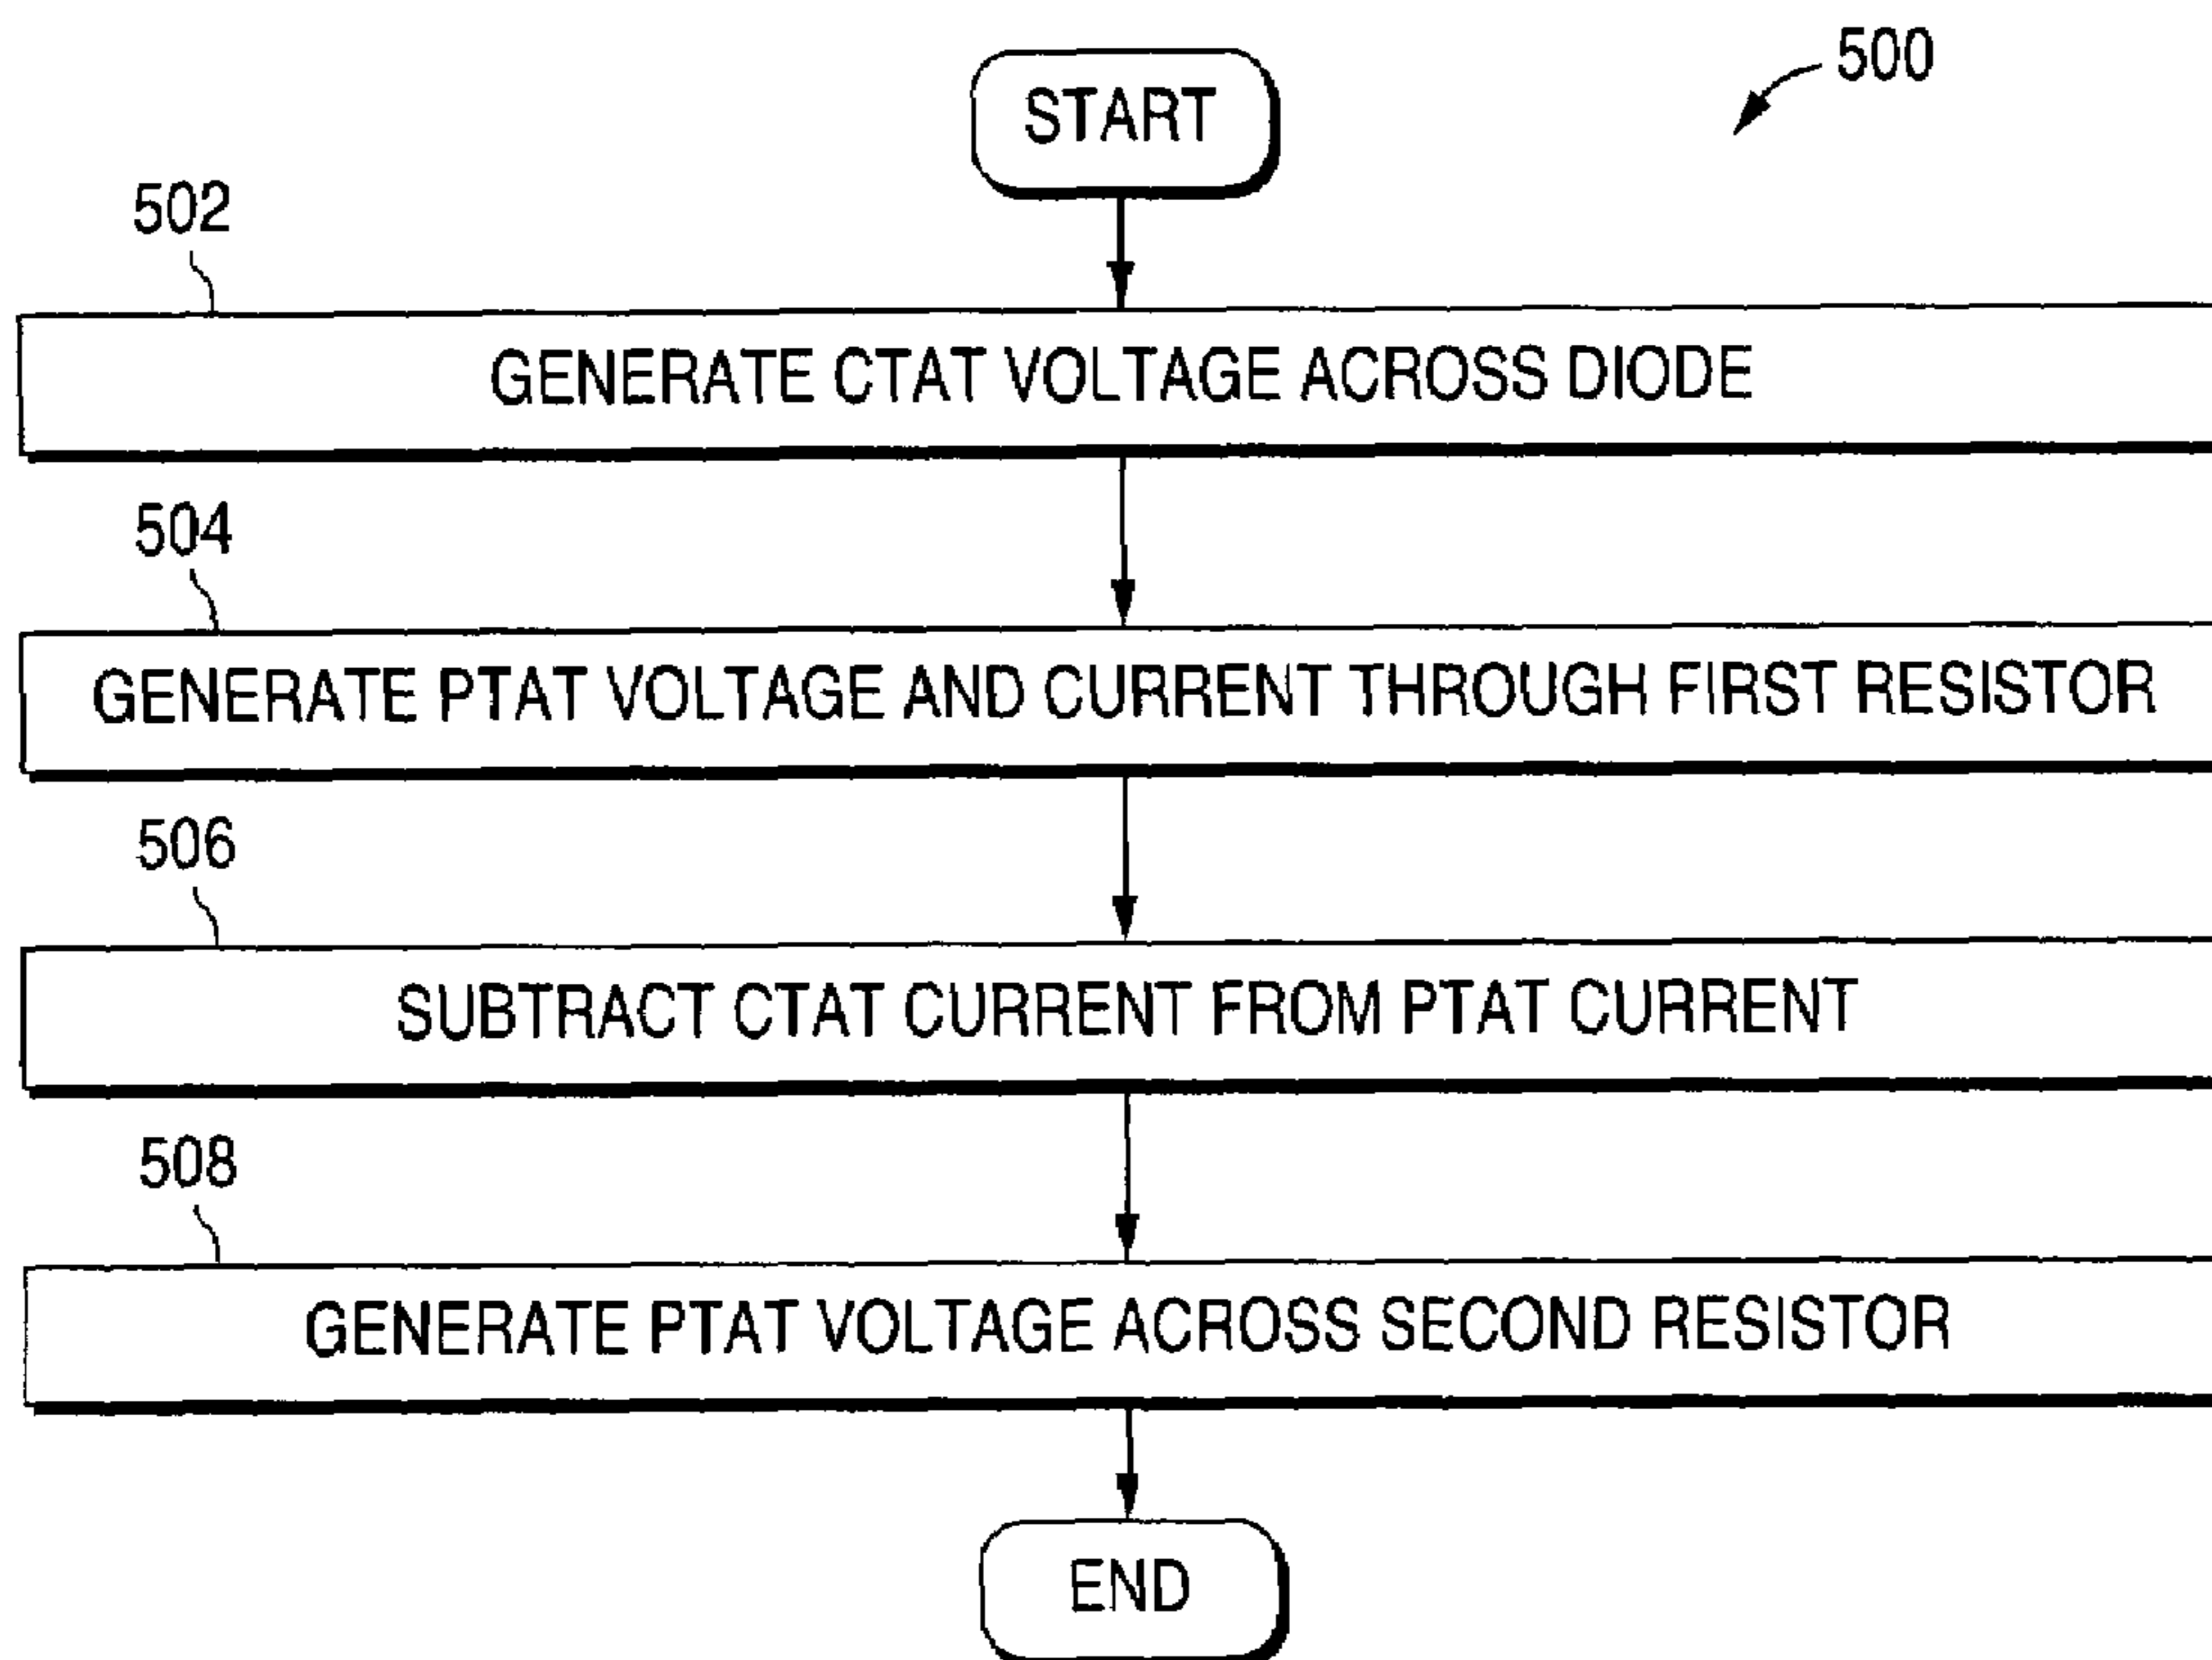 500
START
502
GENERATE CTAT VOLTAGE ACROSS DIODE
504
GENERATE PTAT VOLTAGE AND CURRENT THROUGH FIRST RESISTOR
506
SUBTRACT CTAT CURRENT FROM PTAT CURRENT
508
GENERATE PTAT VOLTAGE ACROSS SECOND RESISTOR
END